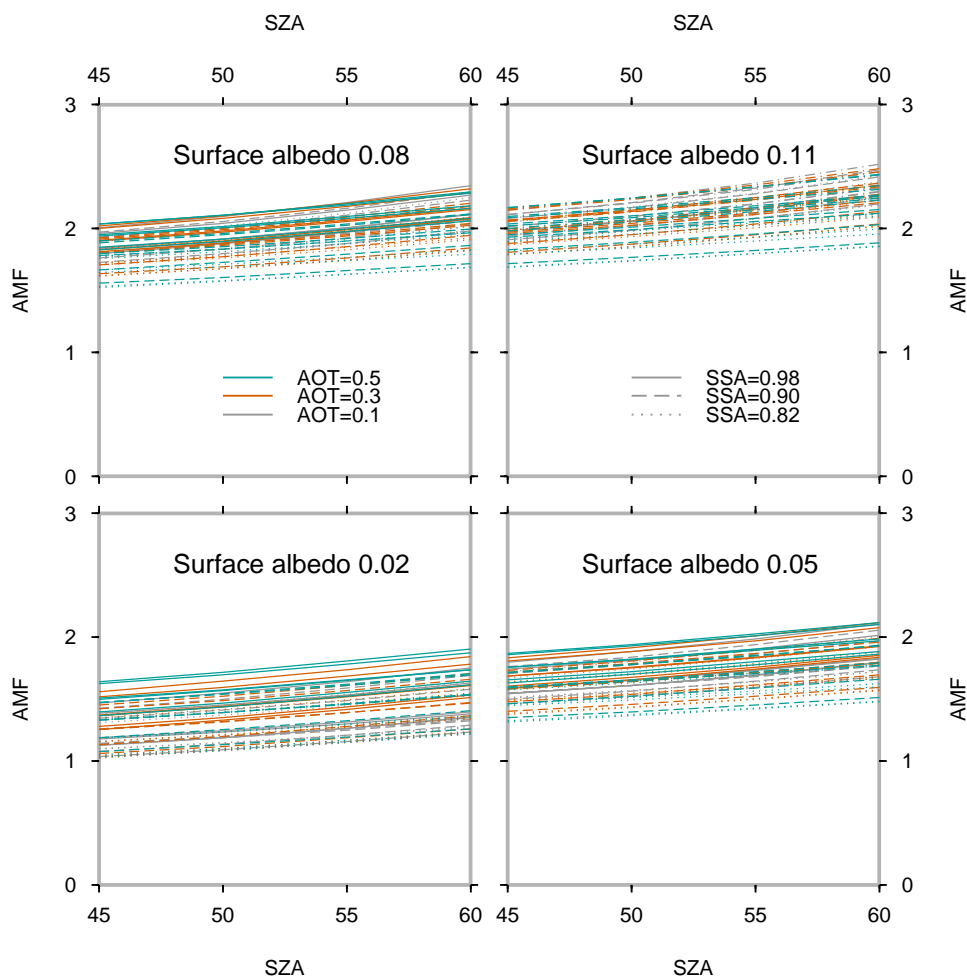 SZA SZA
45 50 55 60 45 50 55 60
3 3
Surface albedo 0.08 Surface albedo 0.11
2 2
AMF AMF
1 1
AOT=0.5 SSA=0.98
AOT=0.3 SSA=0.90
AOT=0.1 SSA=0.82
0 0
3 3
Surface albedo 0.02 Surface albedo 0.05
2 2
AMF AMF
1 1
0 0
45 50 55 60 45 50 55 60
SZA SZA